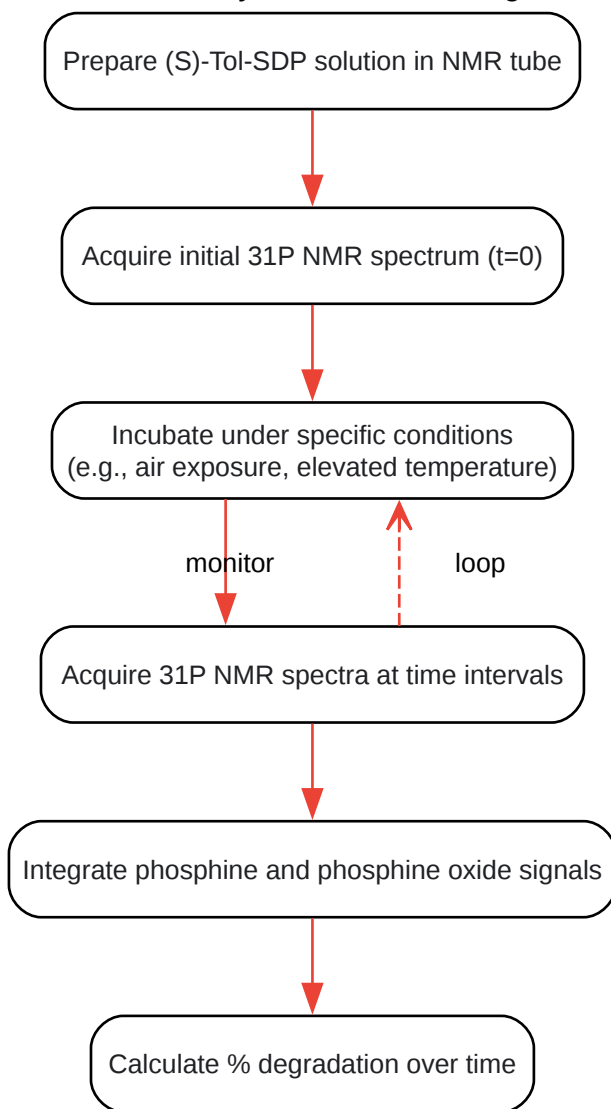 Prepare (S)-Tol-SDP solution in NMR tube
Acquire initial 31P NMR spectrum (t=0)
Incubate under specific conditions
(e.g., air exposure, elevated temperature)
monitor
loop
Acquire 31P NMR spectra at time intervals
Integrate phosphine and phosphine oxide signals
Calculate % degradation over time